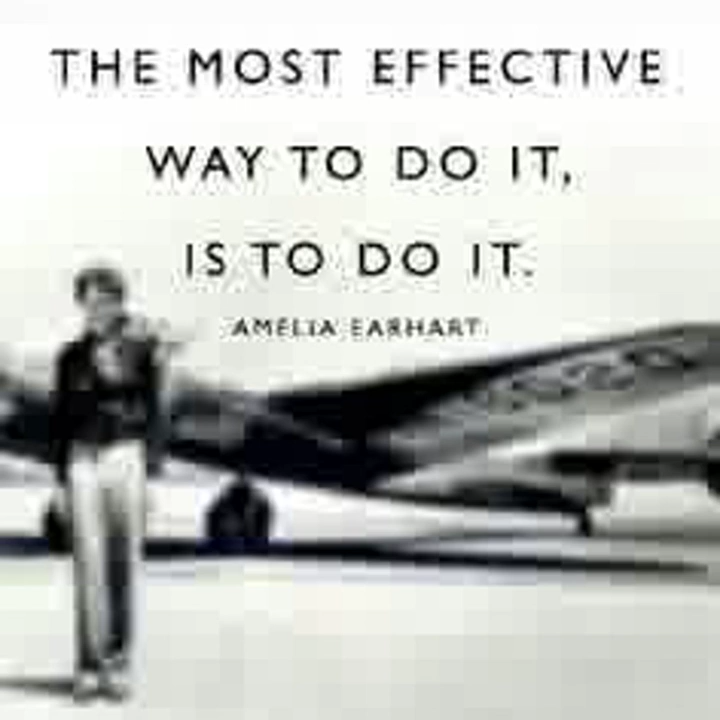 THE MOST EFFECTIVE
WAY TO DO IT,
IS TO DO IT.
AMELIA EARHART